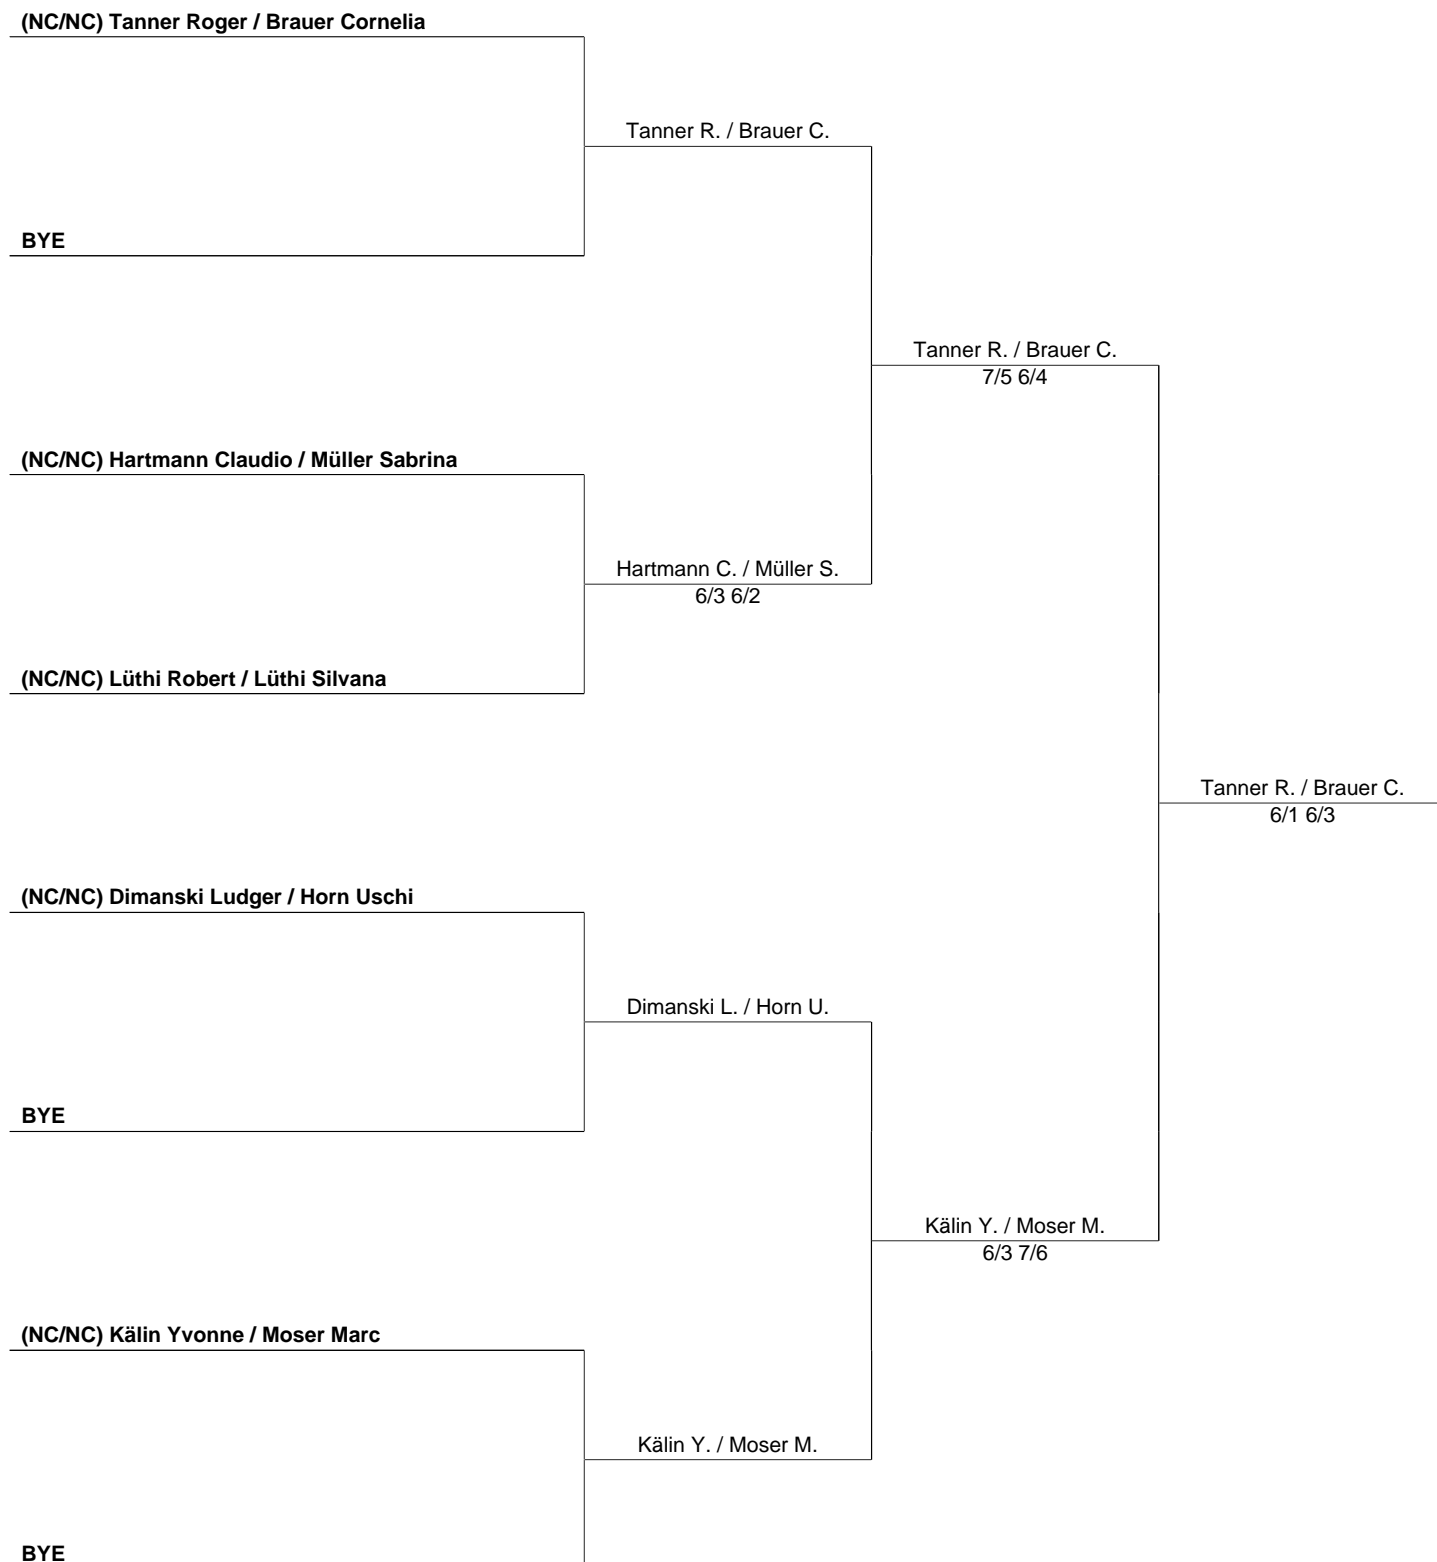 (NC/NC) Tanner Roger / Brauer Cornelia
Tanner R. / Brauer C.
BYE
Tanner R. / Brauer C.
7/5 6/4
(NC/NC) Hartmann Claudio / Müller Sabrina
Hartmann C. / Müller S.
6/3 6/2
(NC/NC) Lüthi Robert / Lüthi Silvana
Tanner R. / Brauer C.
6/1 6/3
(NC/NC) Dimanski Ludger / Horn Uschi
Dimanski L. / Horn U.
BYE
Kälin Y. / Moser M.
6/3 7/6
(NC/NC) Kälin Yvonne / Moser Marc
Kälin Y. / Moser M.
BYE